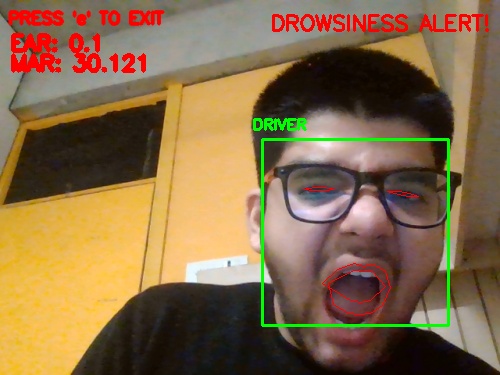 PRESS 'e' TO EXIT
DROWSINESS ALERT!
EAR: 0.1
MAR: 30.121
DRIVER